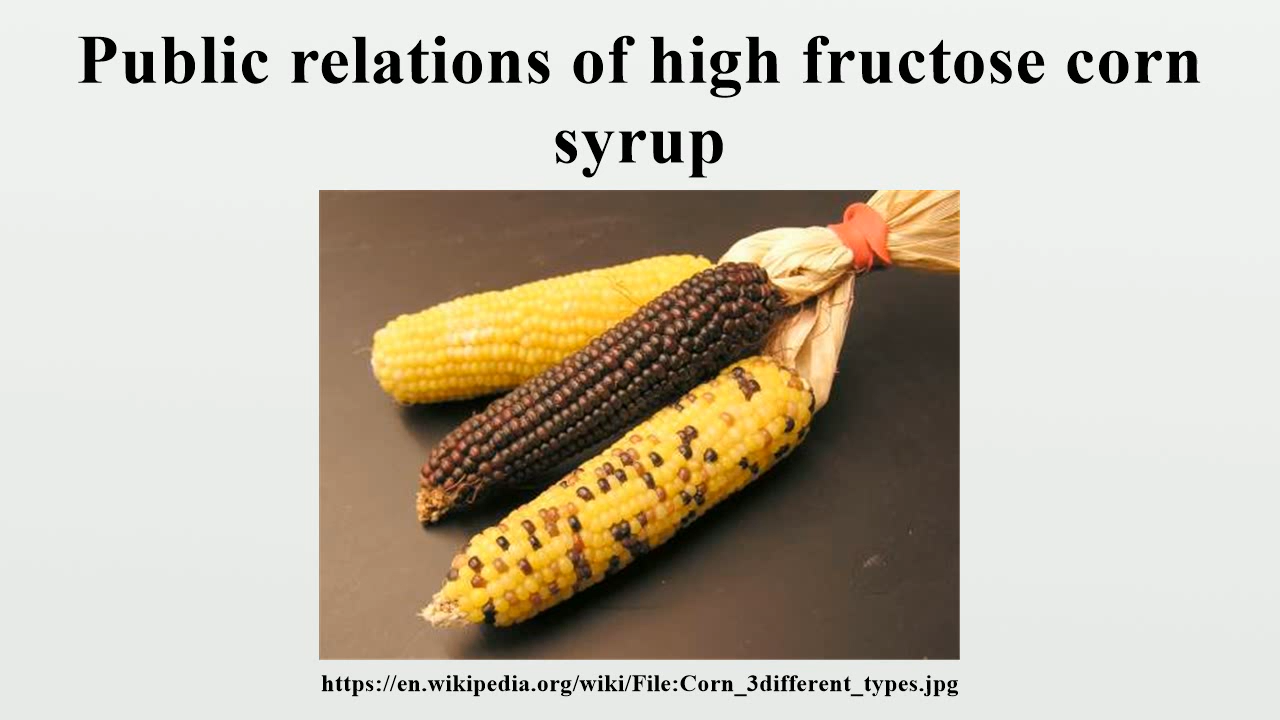 Public relations of high fructose corn
syrup
https://en.wikipedia.org/wiki/File:Corn_3different_types.jpg